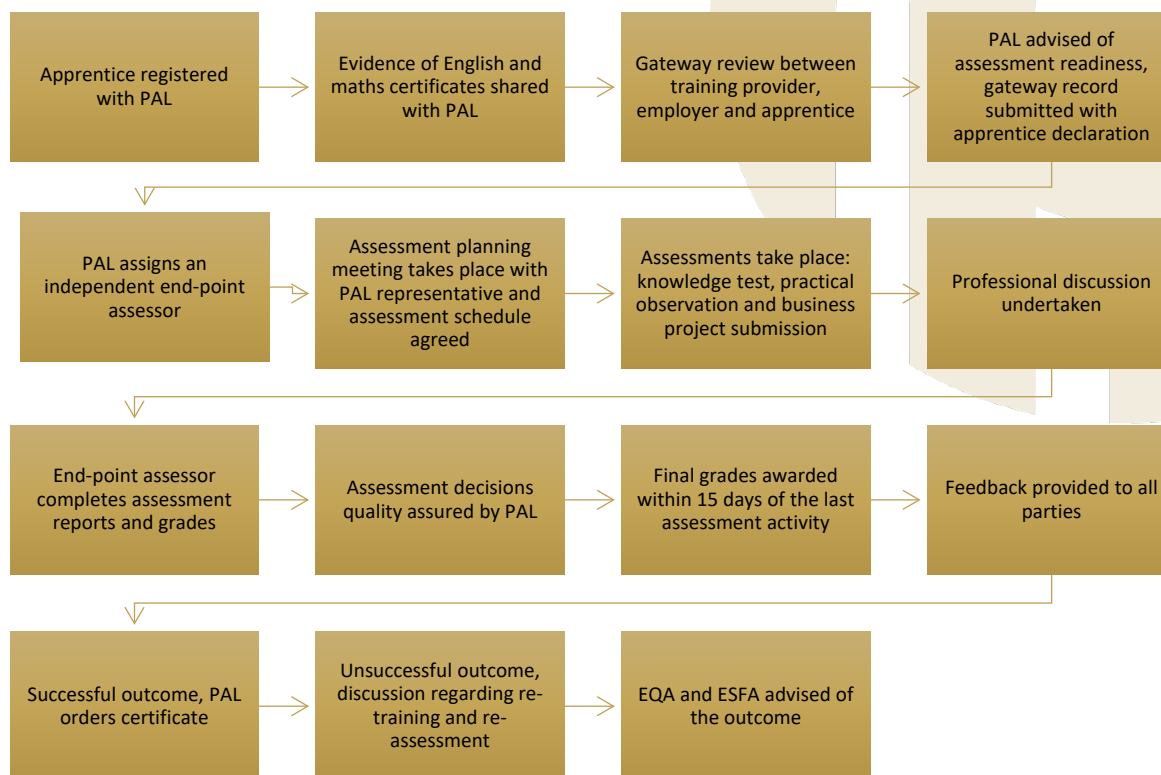 Apprentice registered
with PAL
Evidence of English and
maths certificates shared
with PAL
Gateway review between
training provider,
employer and apprentice
PAL advised of
assessment readiness,
gateway record
submitted with
apprentice declaration
PAL assigns an
independent end-point
assessor
Assessment planning
meeting takes place with
PAL representative and
assessment schedule
agreed
Assessments take place:
knowledge test, practical
observation and business
project submission
Professional discussion
undertaken
End-point assessor
completes assessment
reports and grades
Assessment decisions
quality assured by PAL
Final grades awarded
within 15 days of the last
assessment activity
Feedback provided to all
parties
Successful outcome, PAL
orders certificate
Unsuccessful outcome,
discussion regarding re-
training and re-
assessment
EQA and ESFA advised of
the outcome